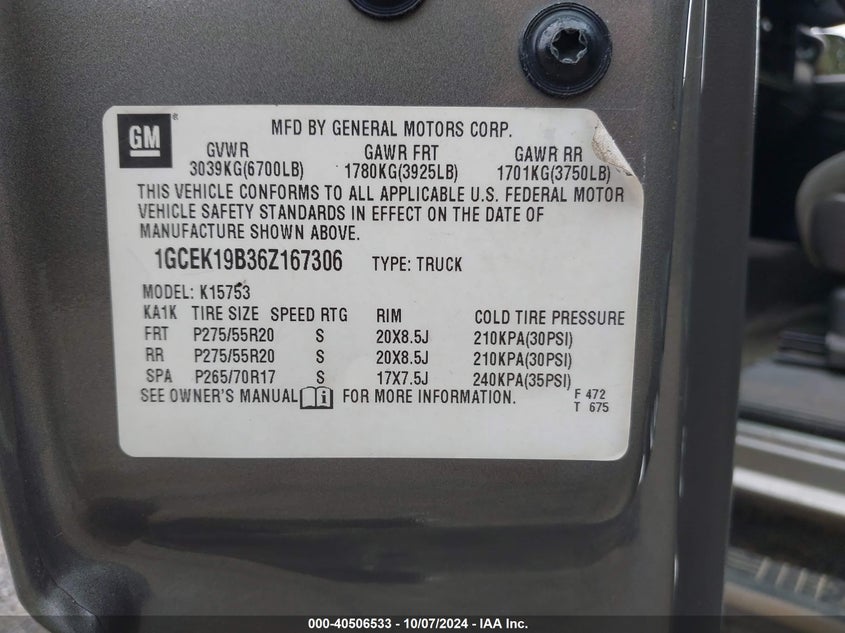 GM ®
MFD BY GENERAL MOTORS CORP.
GVWR GAWR FRT GAWR RR
3039KG(6700LB) 1780KG(3925LB) 1701KG(3750LB)
THIS VEHICLE CONFORMS TO ALL APPLICABLE U.S. FEDERAL MOTOR
VEHICLE SAFETY STANDARDS IN EFFECT ON THE DATE OF
MANUFACTURE SHOWN ABOVE.
1GCEK19B36Z167306 TYPE: TRUCK
MODEL: K15753
KA1K TIRE SIZE SPEED RTG RIM COLD TIRE PRESSURE
FRT P275/55R20 S 20X8.5J 210KPA(30PSI)
RR P275/55R20 S 20X8.5J 210KPA(30PSI)
SPA P265/70R17 S 17X7.5J 240KPA(35PSI)
SEE OWNER'S MANUAL i FOR MORE INFORMATION. F 472
T 675
000-40506533 - 10/07/2024 - IAA Inc.